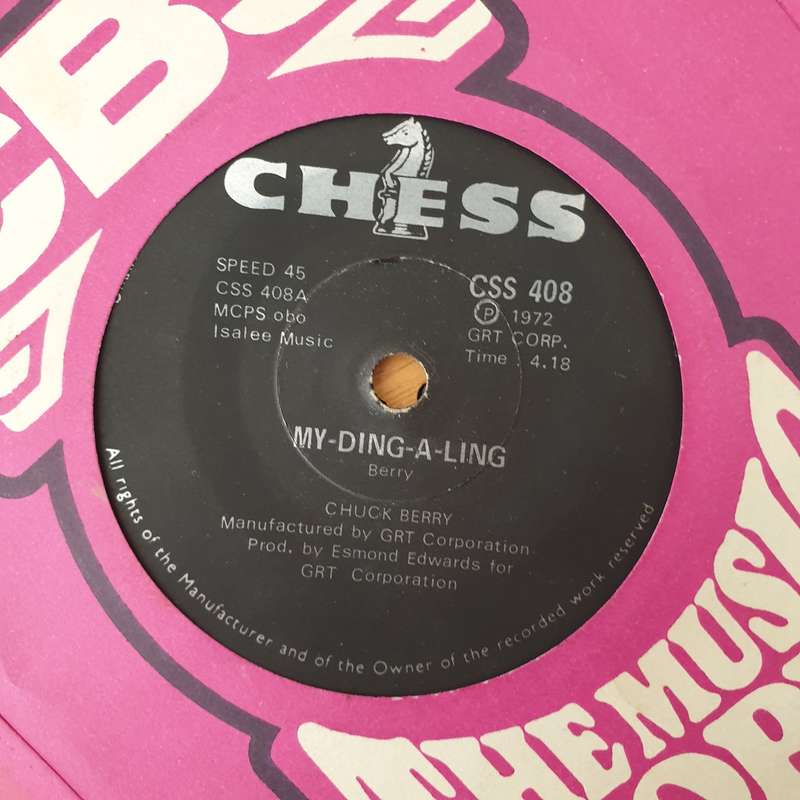 CHESS
SPEED 45
CSS 408A
MCPS obo
Isalee Music
CSS 408
Ⓟ 1972
GRT CORP.
Time : 4.18
MY-DING-A-LING
Berry
CHUCK BERRY
Manufactured by GRT Corporation
Prod. by Esmond Edwards for
GRT Corporation
All rights of the Manufacturer and of the Owner of the recorded work reserved
THE MUSIC